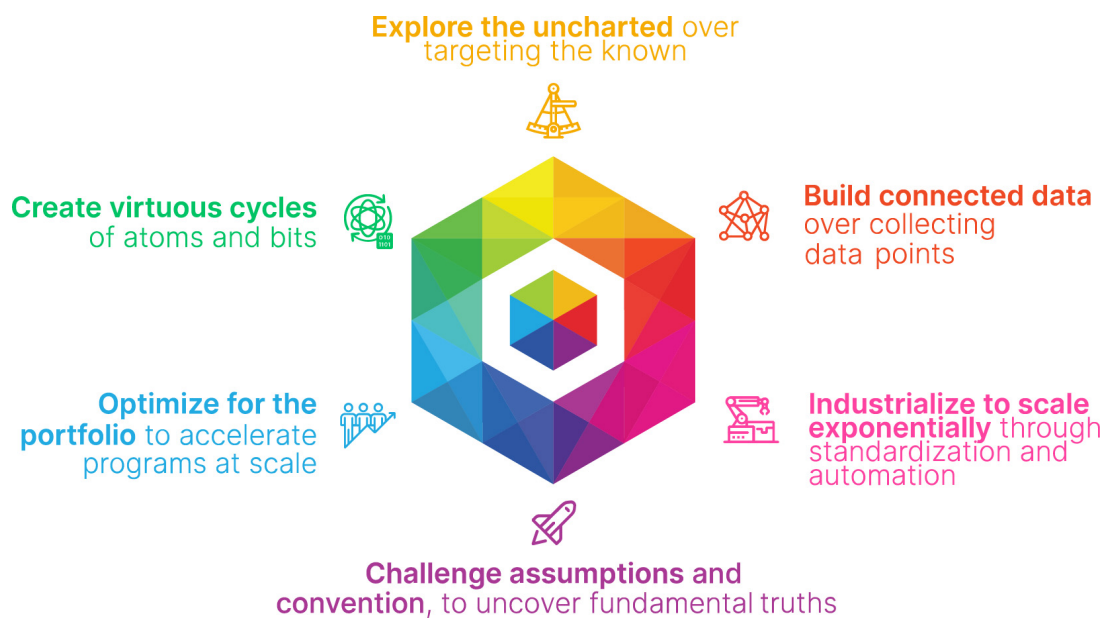 Explore the uncharted over
targeting the known
Create virtuous cycles
of atoms and bits
010
1101
Build connected data
over collecting
data points
Optimize for the
portfolio to accelerate
programs at scale
Industrialize to scale
exponentially through
standardization and
automation
Challenge assumptions and
convention, to uncover fundamental truths